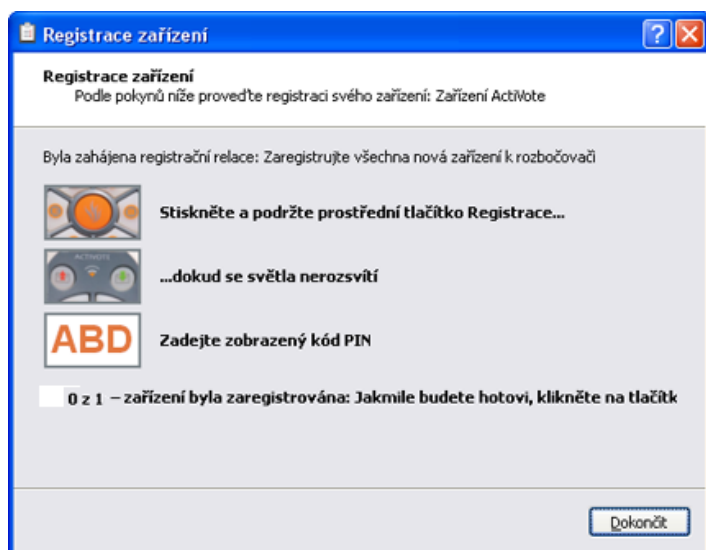 Registrace zařízení
Registrace zařízení
Podle pokynů níže proveďte registraci svého zařízení: Zařízení ActiVote
Byla zahájena registrační relace: Zaregistrujte všechna nová zařízení k rozbočovači
Stiskněte a podržte prostřední tlačítko Registrace...
ACTIVOTE
...dokud se světla nerozsvítí
ABD
Zadejte zobrazený kód PIN
0 z 1 – zařízení byla zaregistrována: Jakmile budete hotovi, klikněte na tlačítk
Dokončit